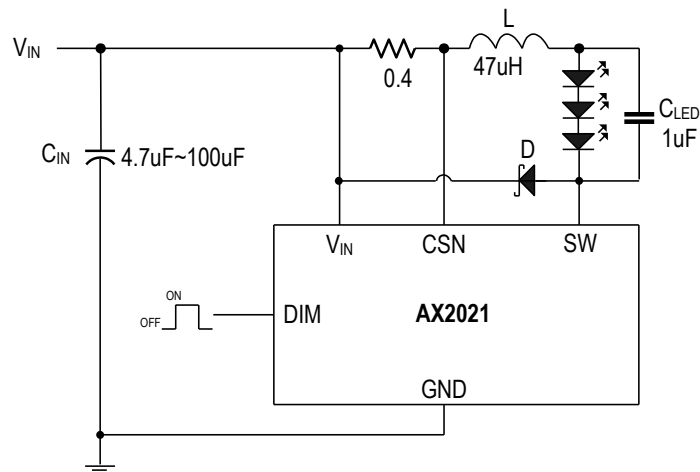 L
VIN
0.4
47uH
CLED
1uF
CIN
4.7uF~100uF
D
VIN
CSN
SW
ON
OFF
DIM
AX2021
GND